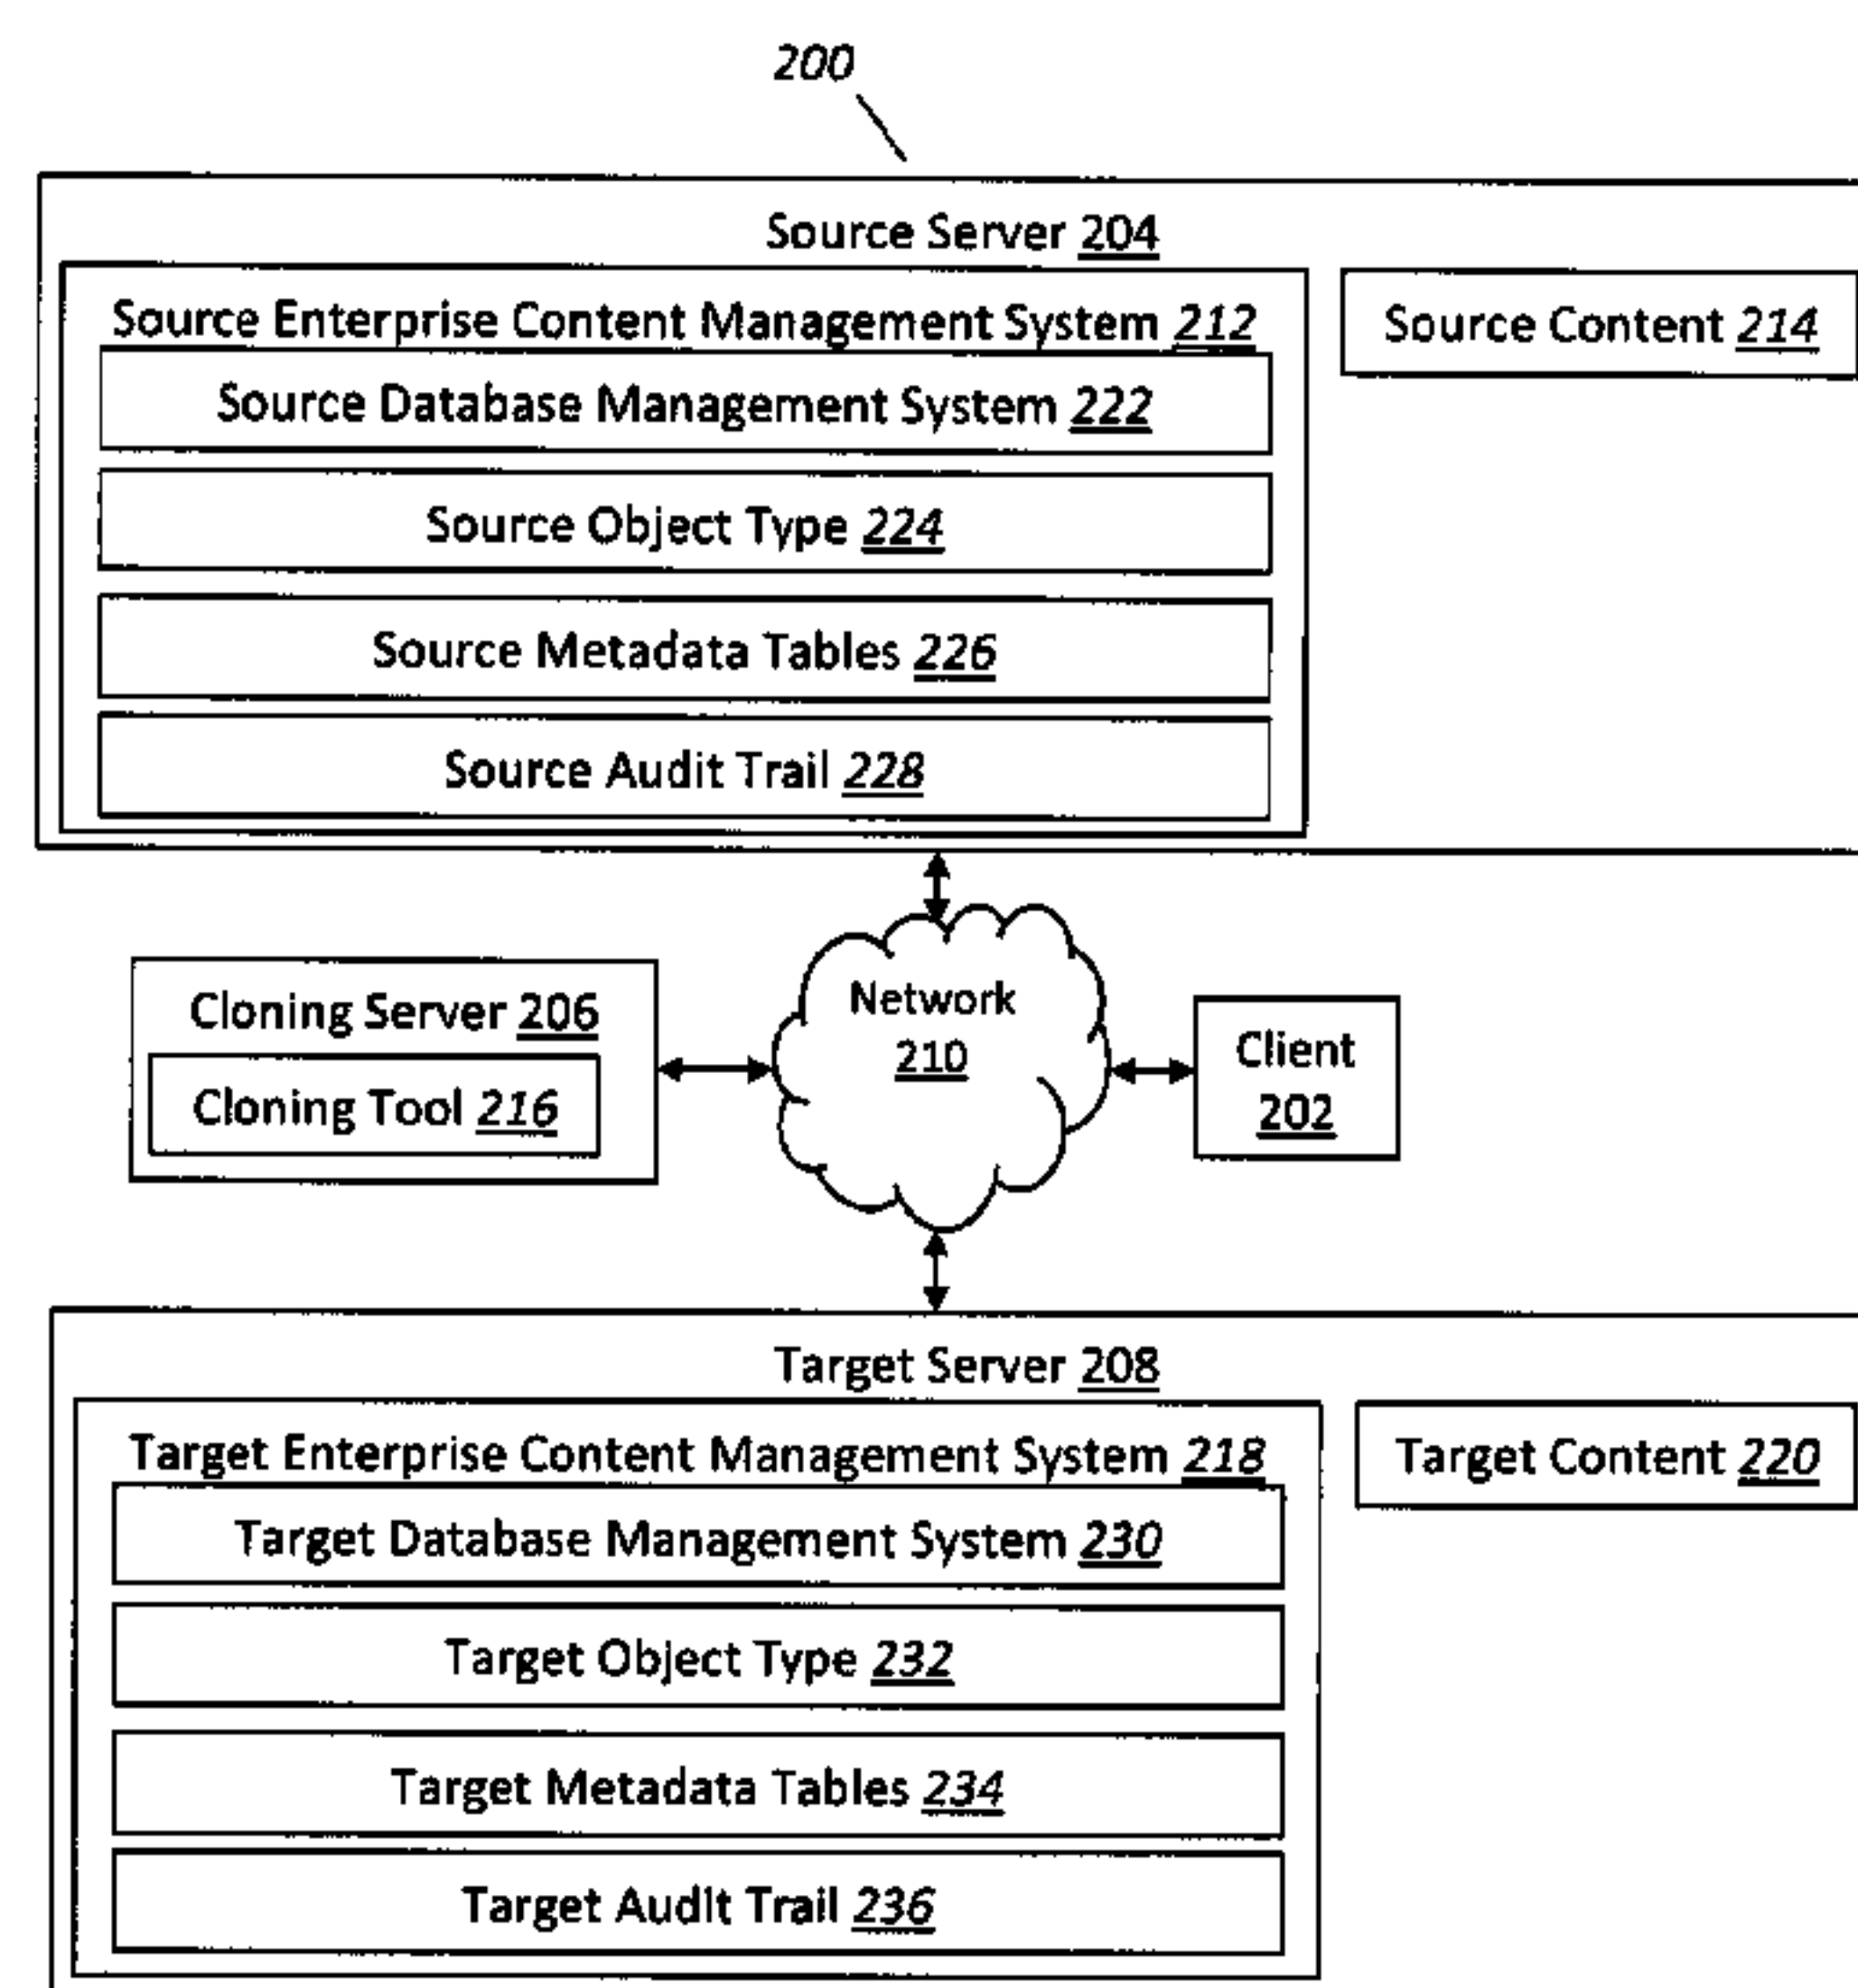 200
Source Server 204
Source Enterprise Content Management System 212
Source Content 214
Source Database Management System 222
Source Object Type 224
Source Metadata Tables 226
Source Audit Trail 228
Cloning Server 206
Cloning Tool 216
Network
210
Client
202
Target Server 208
Target Enterprise Content Management System 218
Target Content 220
Target Database Management System 230
Target Object Type 232
Target Metadata Tables 234
Target Audit Trail 236